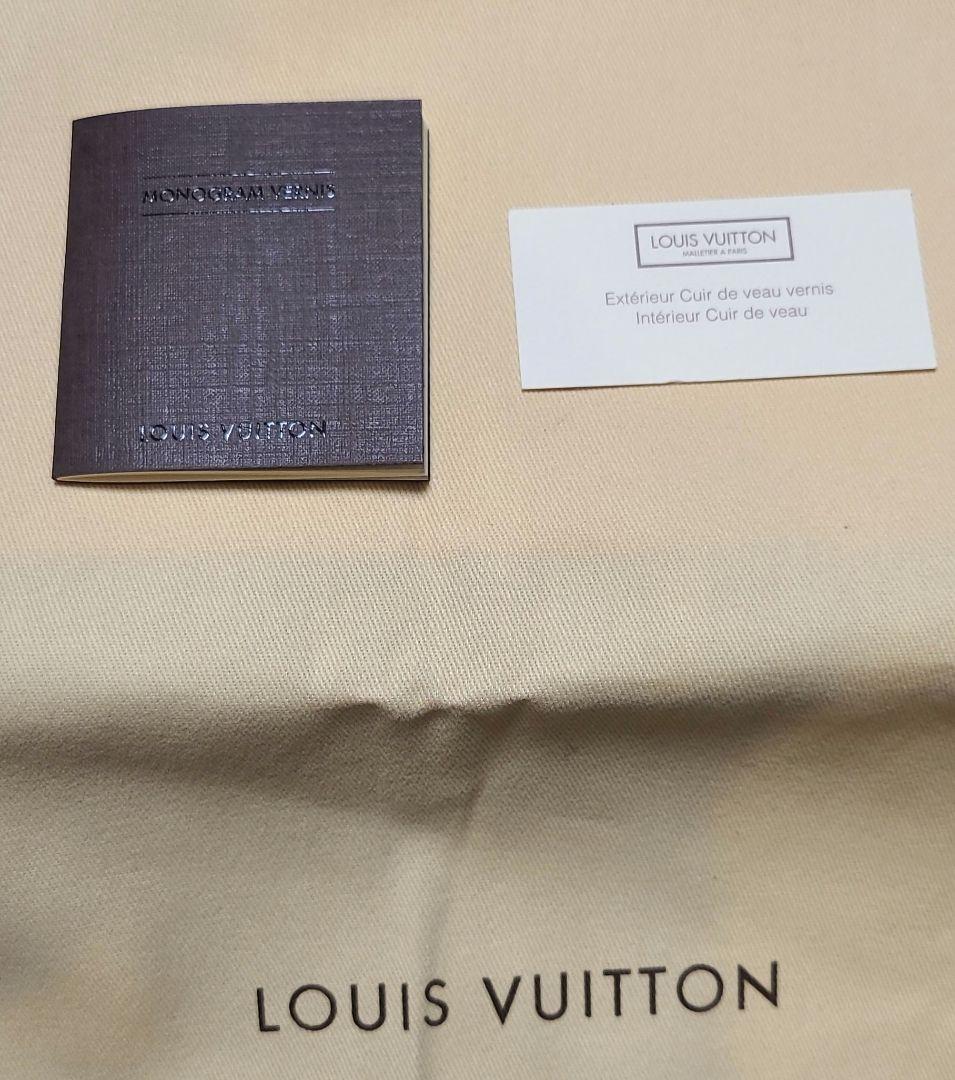 MONOGRAM VERNIS
LOUIS VUITTON
LOUIS VUITTON
MALLETIER A PARIS
Extérieur Cuir de veau vernis
Intérieur Cuir de veau
LOUIS VUITTON